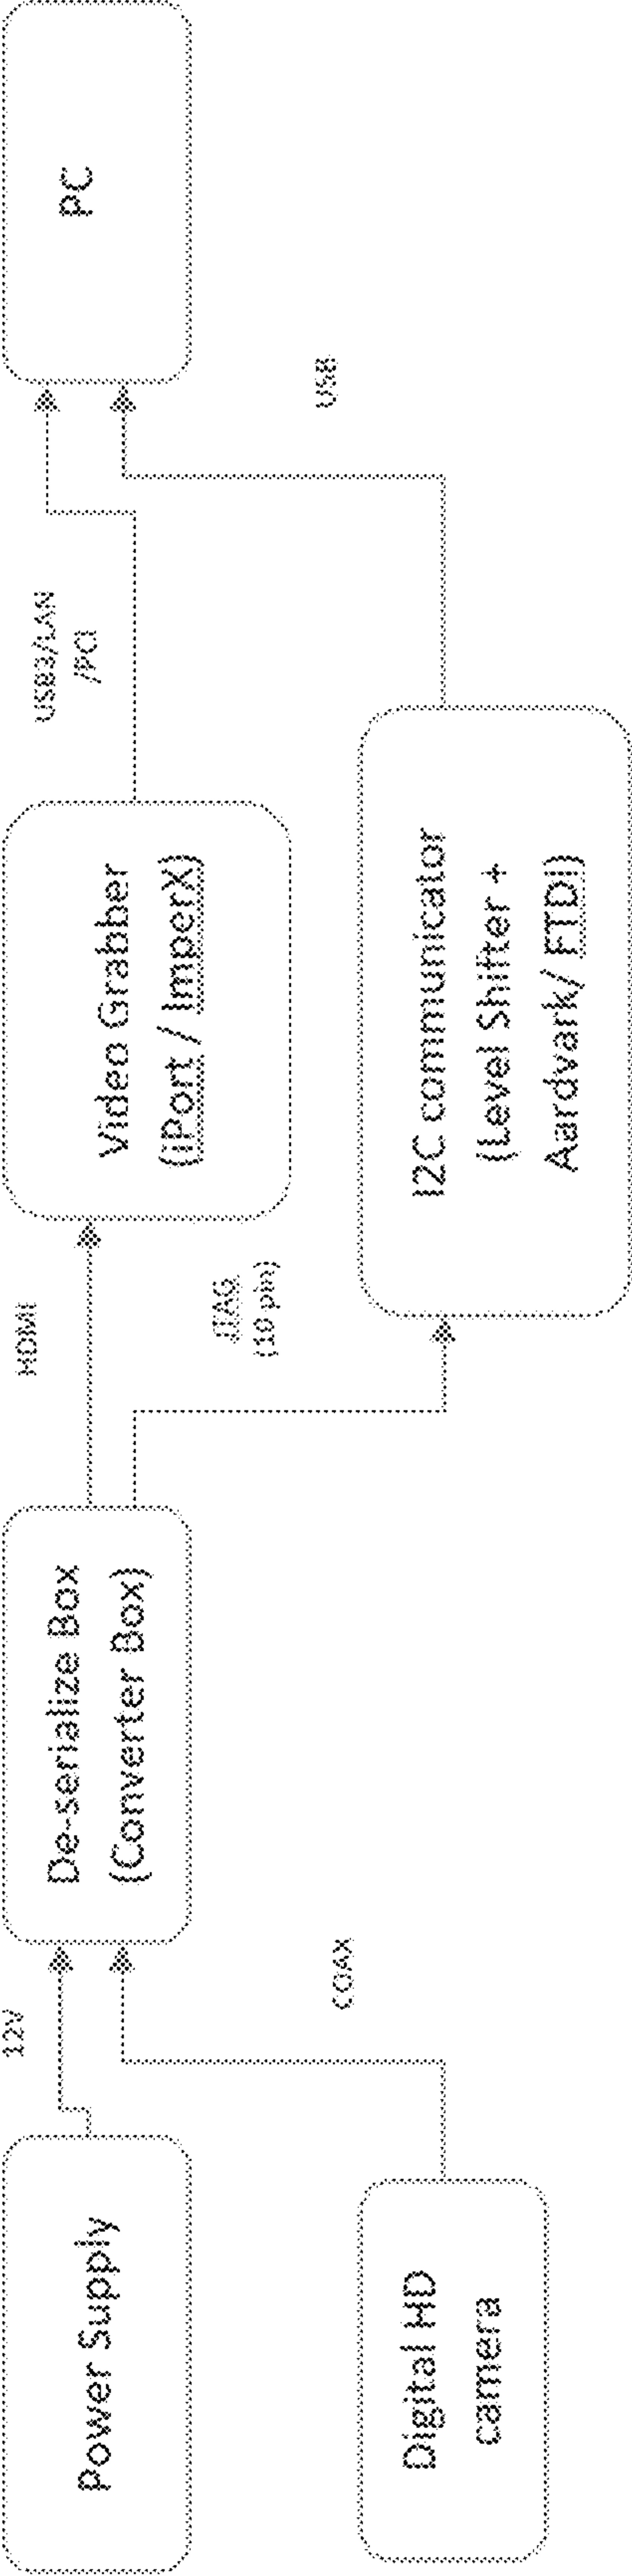 Power Supply
12V
De-serialize Box
(Converter Box)
HDMI
Video Grabber
(iPort / ImperX)
USB3/LAN
/PCI
PC
Digital HD
camera
COAX
JTAG
(10 pin)
I2C communicator
(Level Shifter +
Aardvark/ FTDI)
USB